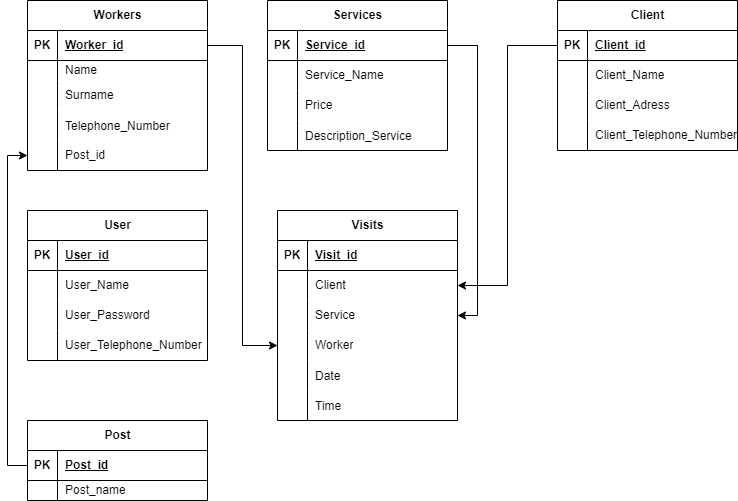 Workers
PK Worker_id
Name
Surname
Telephone_Number
Post_id
Services
PK Service_id
Service_Name
Price
Description_Service
Client
PK Client_id
Client_Name
Client_Adress
Client_Telephone_Number
User
PK User_id
User_Name
User_Password
User_Telephone_Number
Visits
PK Visit_id
Client
Service
Worker
Date
Time
Post
PK Post_id
Post_name